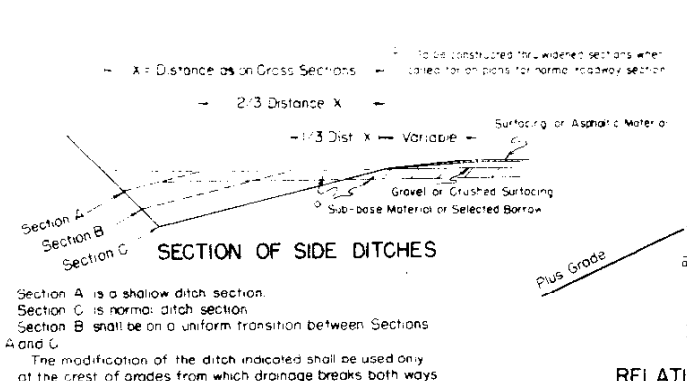 To be constructed thru widened sections when
called for on plans for normal roadway section
X = Distance as on Cross Sections
2/3 Distance X
Surfacing or Asphaltic Material
1/3 Dist X
Variable
Gravel or Crushed Surfacing
Sub-base Material or Selected Borrow
Section A
Section B
Section C
SECTION OF SIDE DITCHES
Plus Grade
Section A is a shallow ditch section.
Section C is normal ditch section
Section B shall be on a uniform transition between Sections
A and C
The modification of the ditch indicated shall be used only
at the crest of grades from which drainage breaks both ways
RELATI